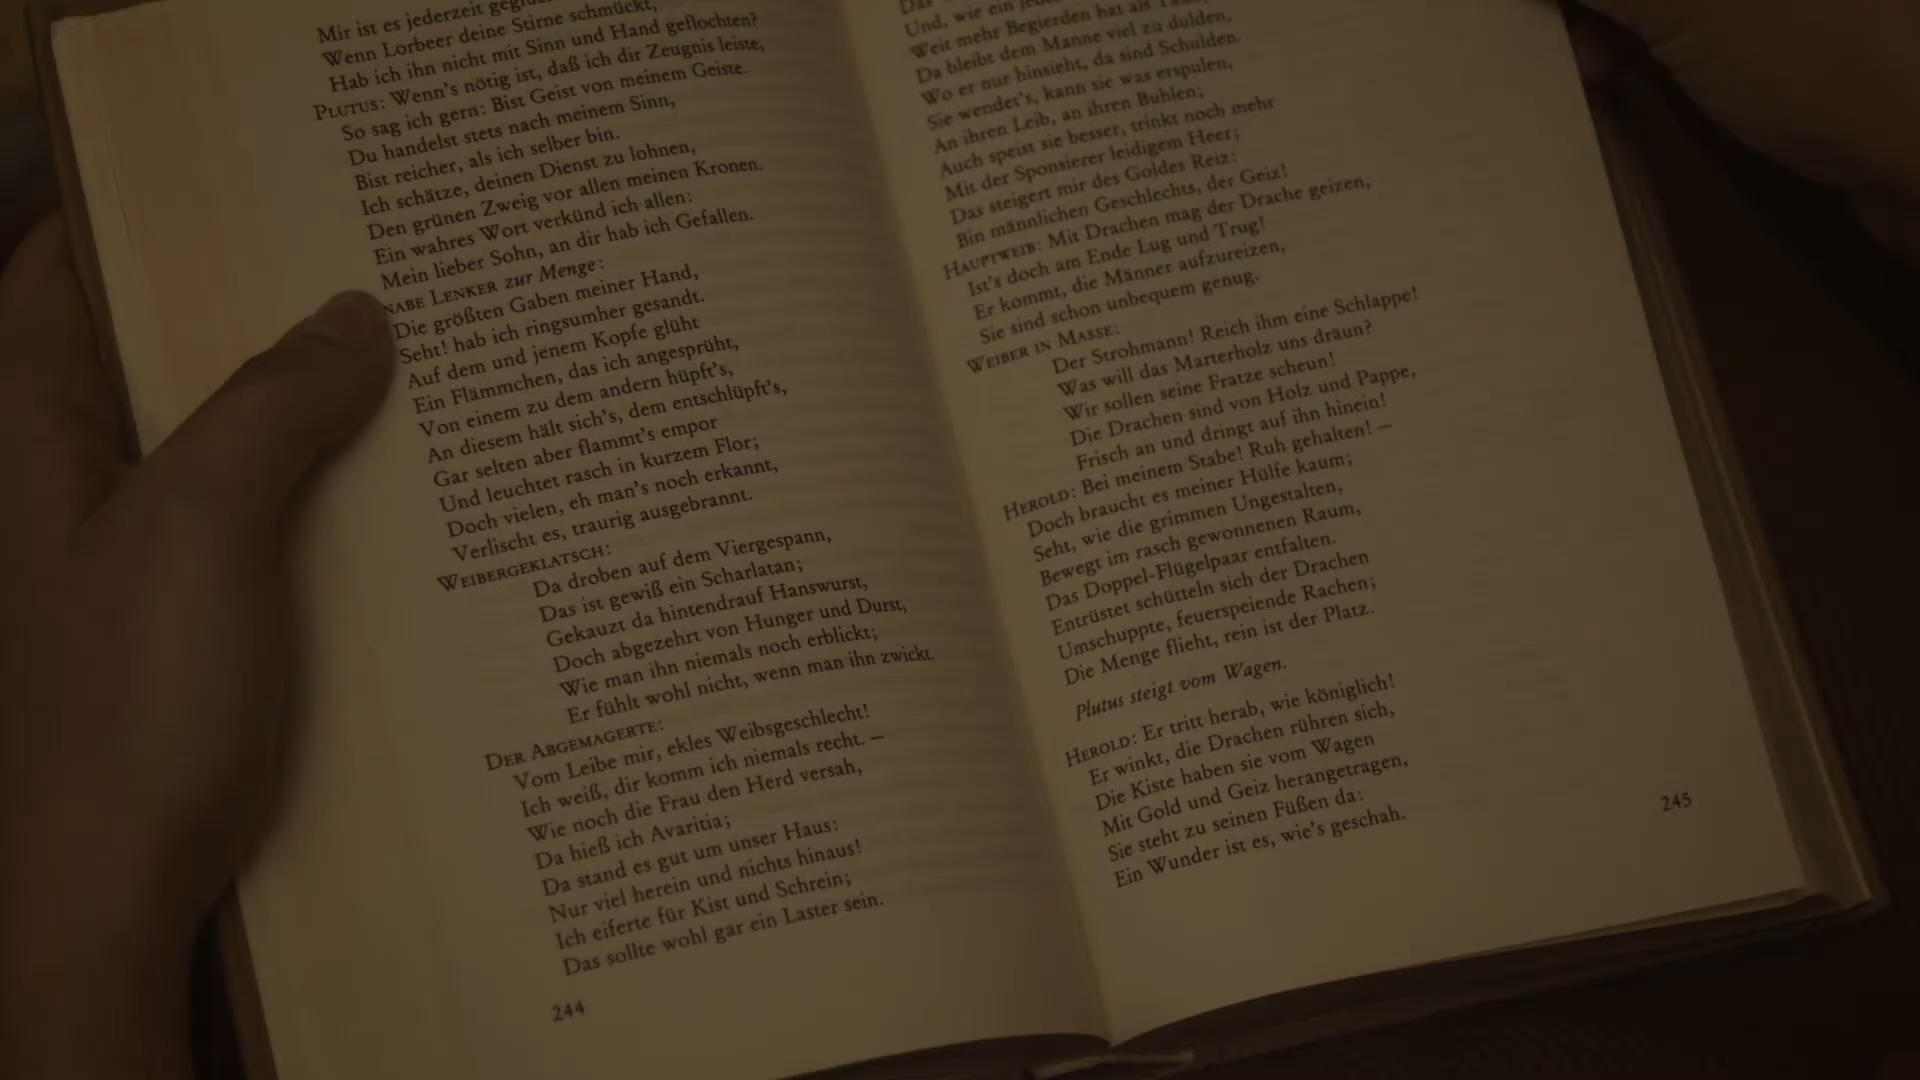 Mir ist es jederzeit
Wenn Lorbeer deine Stirne schmückt,
Hab ich ihn nicht mit Sinn und Hand geflochten?
PLUTUS: Wenn's nötig ist, daß ich dir Zeugnis leiste,
So sag ich gern: Bist Geist von meinem Geiste.
Du handelst stets nach meinem Sinn,
Bist reicher, als ich selber bin.
Ich schätze, deinen Dienst zu lohnen,
Den grünen Zweig vor allen meinen Kronen.
Ein wahres Wort verkünd ich allen:
Mein lieber Sohn, an dir hab ich Gefallen.
NABE LENKER zur Menge:
Die größten Gaben meiner Hand,
Seht! hab ich ringsumher gesandt.
Auf dem und jenem Kopfe glüht
Ein Flämmchen, das ich angesprüht,
Von einem zu dem andern hüpft's,
An diesem hält sich's, dem entschlüpft's,
Gar selten aber flammt's empor
Und leuchtet rasch in kurzem Flor;
Doch vielen, eh man's noch erkannt,
Verlischt es, traurig ausgebrannt.
WEIBERGEKLATSCH:
Da droben auf dem Viergespann,
Das ist gewiß ein Scharlatan;
Gekauzt da hintendrauf Hanswurst,
Doch abgezehrt von Hunger und Durst,
Wie man ihn niemals noch erblickt;
Er fühlt wohl nicht, wenn man ihn zwickt.
DER ABGEMAGERTE:
Vom Leibe mir, ekles Weibsgeschlecht!
Ich weiß, dir komm ich niemals recht. –
Wie noch die Frau den Herd versah,
Da hieß ich Avaritia;
Da stand es gut um unser Haus:
Nur viel herein und nichts hinaus!
Ich eiferte für Kist und Schrein;
Das sollte wohl gar ein Laster sein.
244
Und, wie ein
Weit mehr Begierden hat als
Da bleibt dem Manne viel zu dulden,
Wo er nur hinsieht, da sind Schulden.
Sie wendet's, kann sie was erspulen,
An ihren Leib, an ihren Buhlen;
Auch speist sie besser, trinkt noch mehr
Mit der Sponsierer leidigem Heer;
Das steigert mir des Goldes Reiz:
Bin männlichen Geschlechts, der Geiz!
HAUPTWEIB: Mit Drachen mag der Drache geizen,
Ist's doch am Ende Lug und Trug!
Er kommt, die Männer aufzureizen,
Sie sind schon unbequem genug.
WEIBER IN MASSE:
Der Strohmann! Reich ihm eine Schlappe!
Was will das Marterholz uns dräun?
Wir sollen seine Fratze scheun!
Die Drachen sind von Holz und Pappe,
Frisch an und dringt auf ihn hinein!
HEROLD: Bei meinem Stabe! Ruh gehalten! –
Doch braucht es meiner Hülfe kaum;
Seht, wie die grimmen Ungestalten,
Bewegt im rasch gewonnenen Raum,
Das Doppel-Flügelpaar entfalten.
Entrüstet schütteln sich der Drachen
Umschuppte, feuerspeiende Rachen;
Die Menge flieht, rein ist der Platz.
Plutus steigt vom Wagen.
HEROLD: Er tritt herab, wie königlich!
Er winkt, die Drachen rühren sich,
Die Kiste haben sie vom Wagen
Mit Gold und Geiz herangetragen,
Sie steht zu seinen Füßen da:
Ein Wunder ist es, wie's geschah.
245